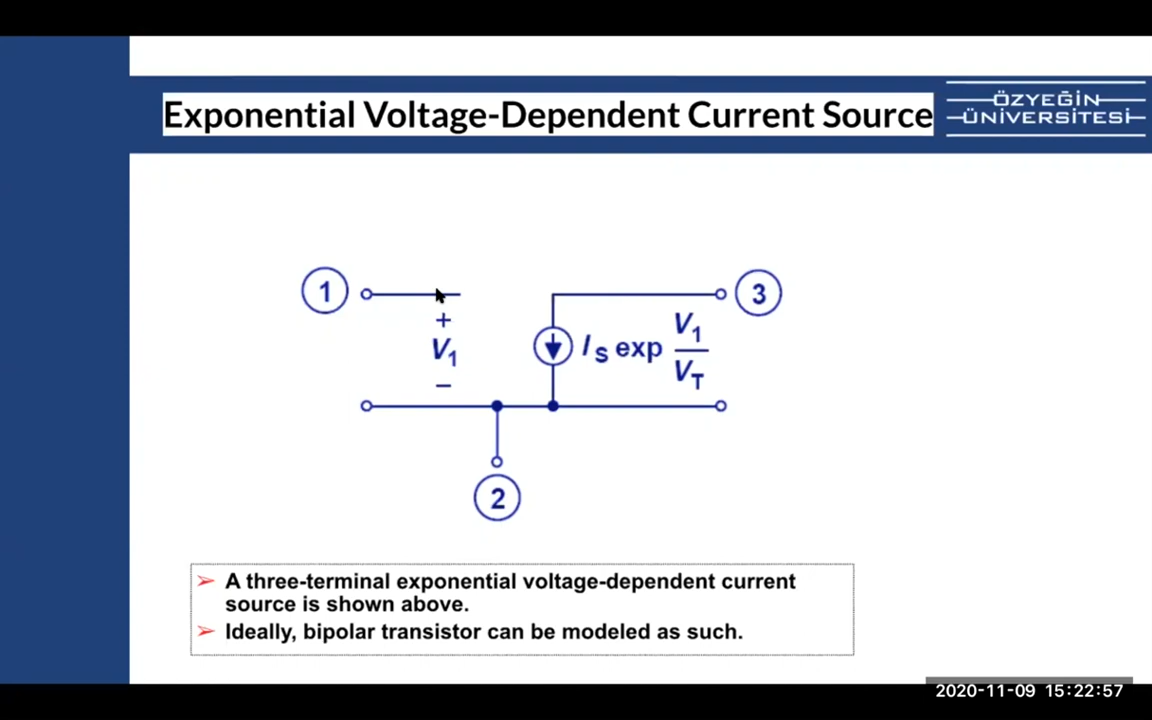 Exponential Voltage-Dependent Current Source
ÖZYEĞİN
ÜNİVERSİTESİ
1
3
+
V1
−
IS exp V1
VT
2
➢ A three-terminal exponential voltage-dependent current
source is shown above.
➢ Ideally, bipolar transistor can be modeled as such.
2020-11-09 15:22:57